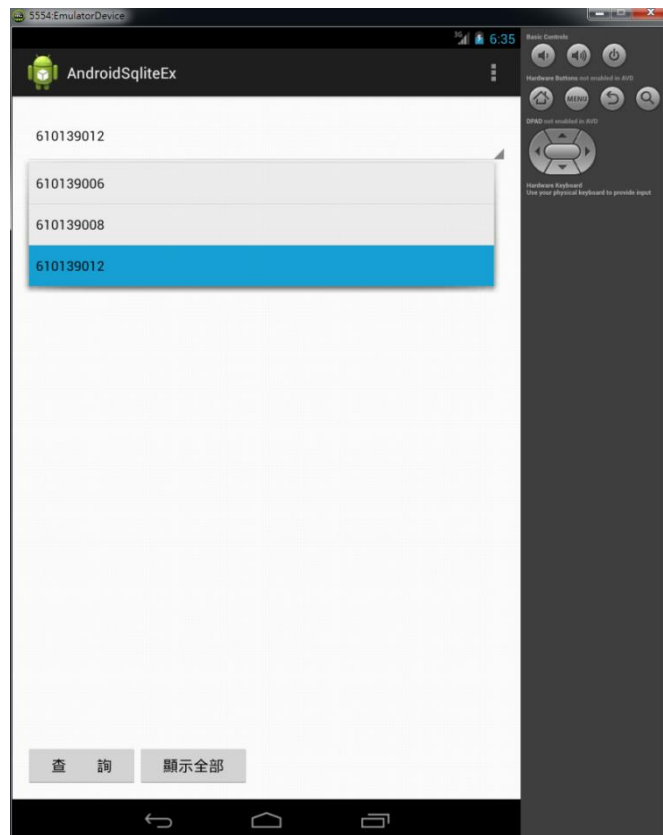 5554:EmulatorDevice
3G 6:35
AndroidSqliteEx
610139012
610139006
610139008
610139012
查 詢 顯示全部
Basic Controls
Hardware Buttons not enabled in AVD
MENU
DPAD not enabled in AVD
Hardware Keyboard
Use your physical keyboard to provide input